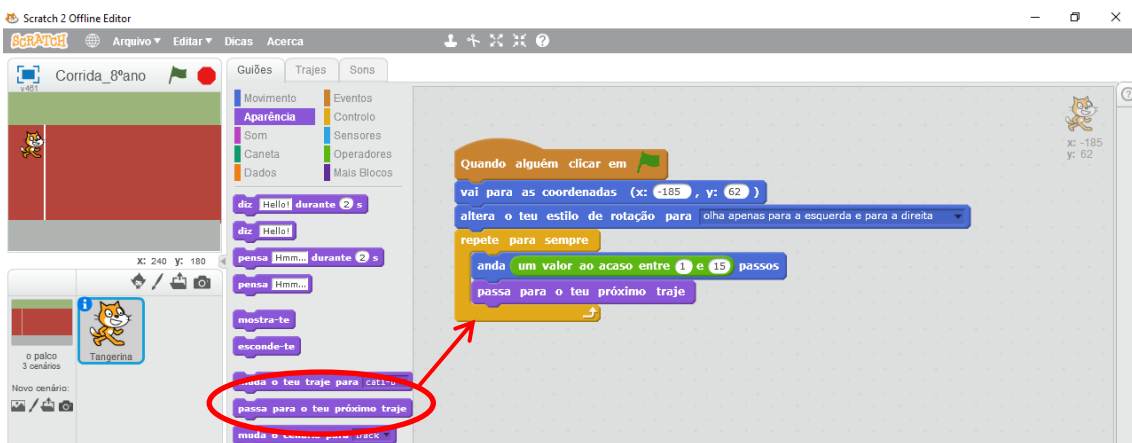 Scratch 2 Offline Editor
SCRATCH Arquivo Editar Dicas Acerca
Corrida_8ºano
v461
X: 240 y: 180
o palco
3 cenários
Tangerina
Novo cenário:
Guiões Trajes Sons
Movimento Eventos
Aparência Controlo
Som Sensores
Caneta Operadores
Dados Mais Blocos
diz Hello! durante 2 s
diz Hello!
pensa Hmm... durante 2 s
pensa Hmm...
mostra-te
esconde-te
muda o teu traje para cat1-b
passa para o teu próximo traje
muda o cenário para track
Quando alguém clicar em
vai para as coordenadas (x: -185 , y: 62 )
altera o teu estilo de rotação para olha apenas para a esquerda e para a direita
repete para sempre
anda um valor ao acaso entre 1 e 15 passos
passa para o teu próximo traje
x: -185
y: 62